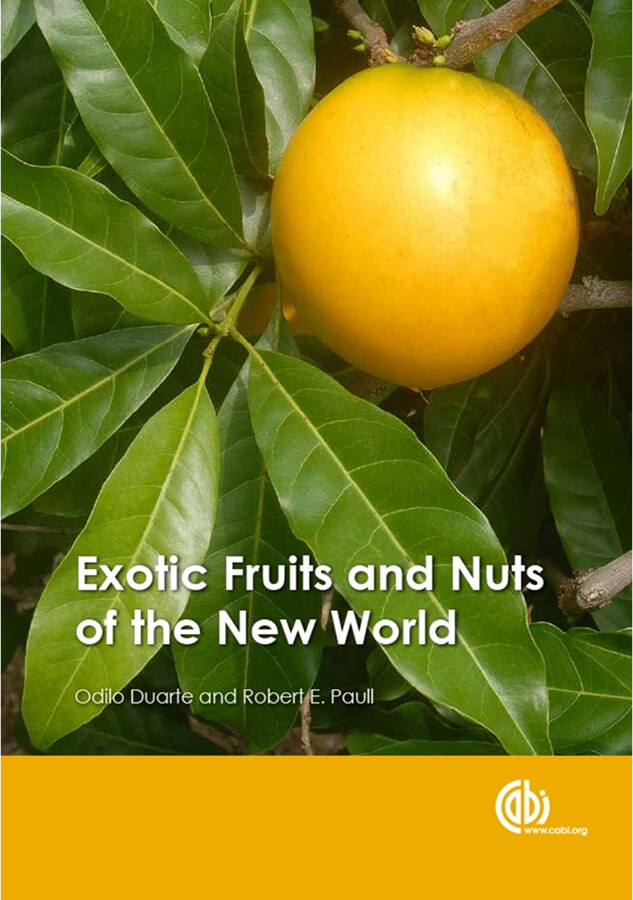 Exotic Fruits and Nuts
of the New World
Odilo Duarte and Robert E. Paull
cabi
www.cabi.org